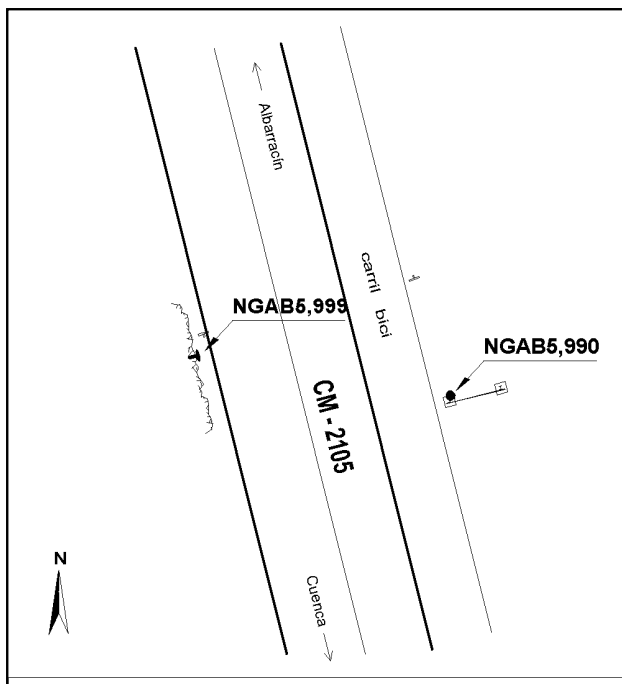 Albarracín
carril bici
NGAB5,999
NGAB5,990
CM - 2105
N
Cuenca